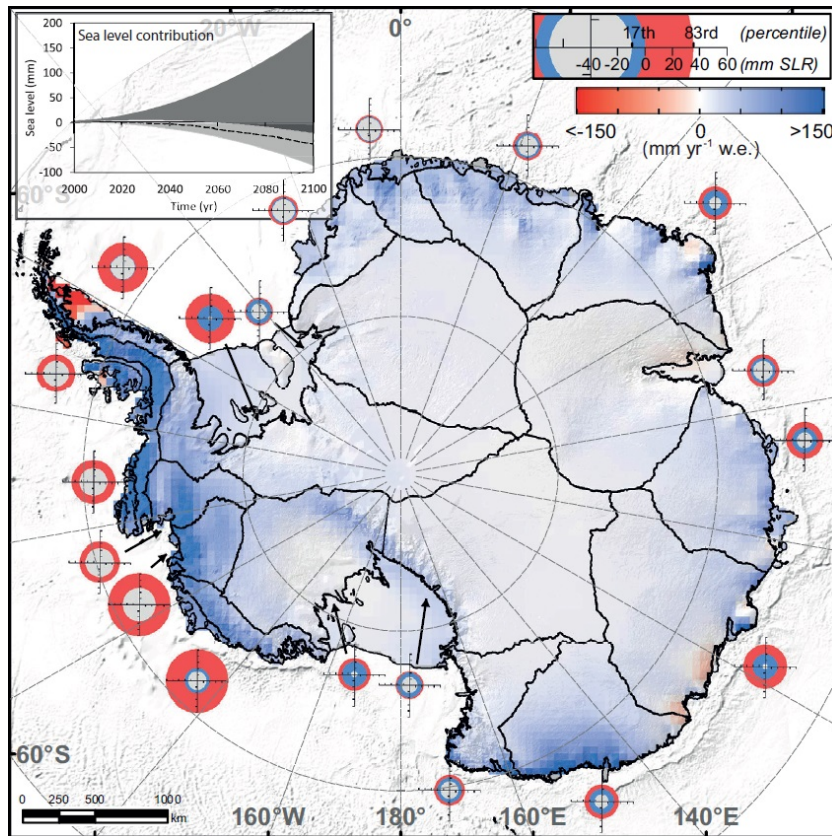 Sea level contribution
Sea level (mm)
200
150
100
50
0
-50
-100
2000 2020 2040 2060 2080 2100
Time (yr)
20°W
0°
17th 83rd (percentile)
-40 -20 0 20 40 60 (mm SLR)
<-150 0 >150
(mm yr⁻¹ w.e.)
60°S
60°S
0 250 500 1000
km
160°W 180° 160°E 140°E